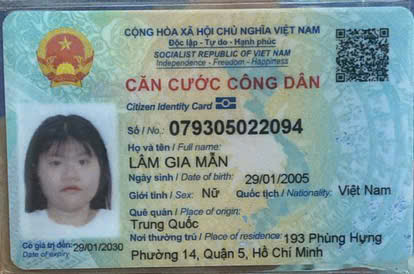 CỘNG HÒA XÃ HỘI CHỦ NGHĨA VIỆT NAM
Độc lập - Tự do - Hạnh phúc
SOCIALIST REPUBLIC OF VIET NAM
Independence - Freedom - Happiness
CĂN CƯỚC CÔNG DÂN
Citizen Identity Card
Số / No.: 079305022094
Họ và tên / Full name:
LÂM GIA MẪN
Ngày sinh / Date of birth: 29/01/2005
Giới tính / Sex: Nữ Quốc tịch / Nationality: Việt Nam
Quê quán / Place of origin:
Trung Quốc
Nơi thường trú / Place of residence: 193 Phùng Hưng
Phường 14, Quận 5, Hồ Chí Minh
Có giá trị đến: 29/01/2030
Date of expiry